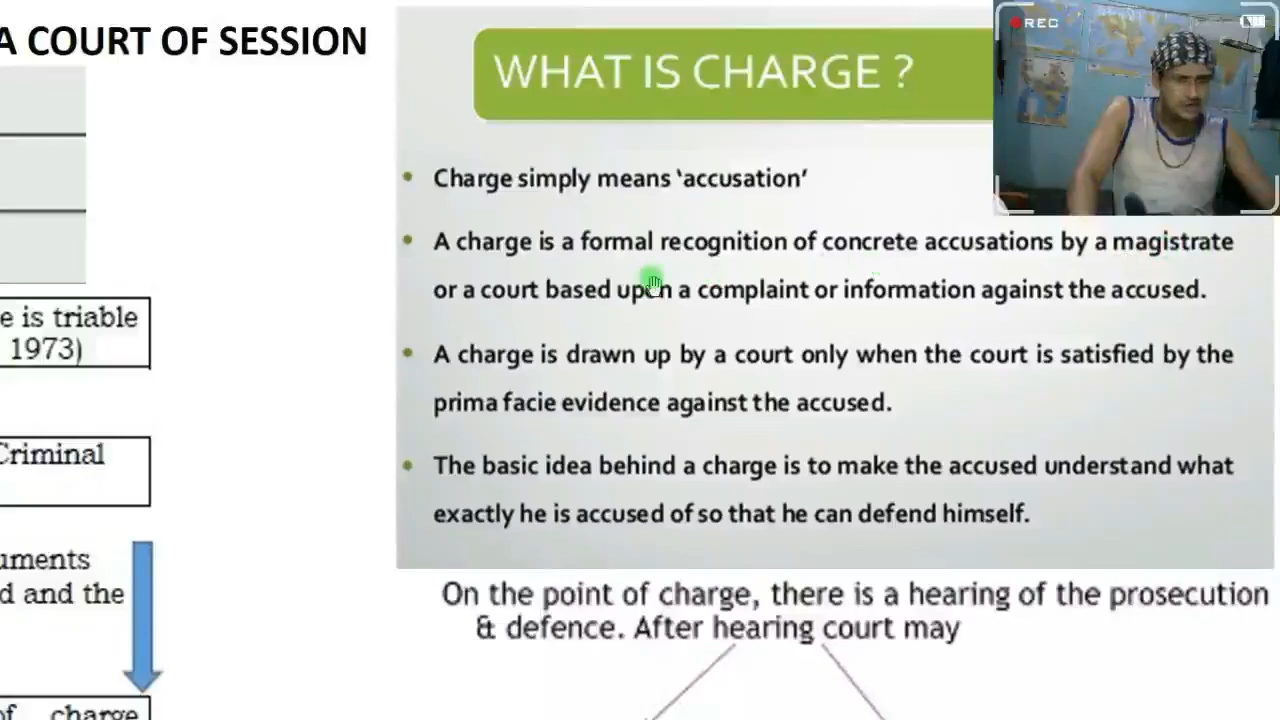 A COURT OF SESSION
e is triable
1973)
Criminal
uments
d and the
of charge
WHAT IS CHARGE ?
REC
Charge simply means ‘accusation’
A charge is a formal recognition of concrete accusations by a magistrate
or a court based upon a complaint or information against the accused.
A charge is drawn up by a court only when the court is satisfied by the
prima facie evidence against the accused.
The basic idea behind a charge is to make the accused understand what
exactly he is accused of so that he can defend himself.
On the point of charge, there is a hearing of the prosecution
& defence. After hearing court may